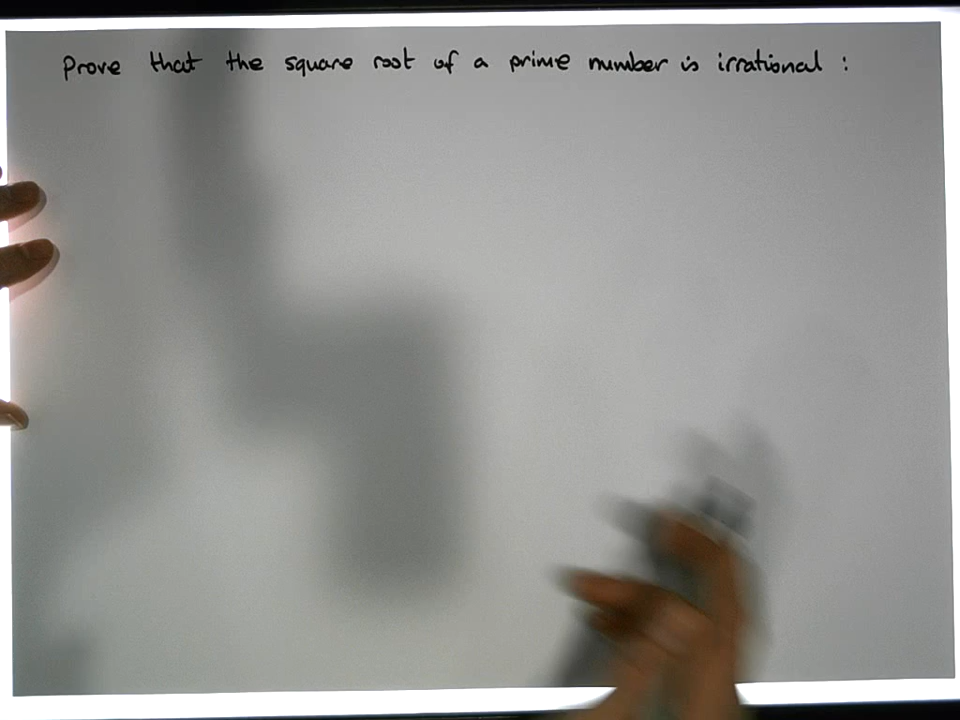 Prove that the square root of a prime number is irrational :